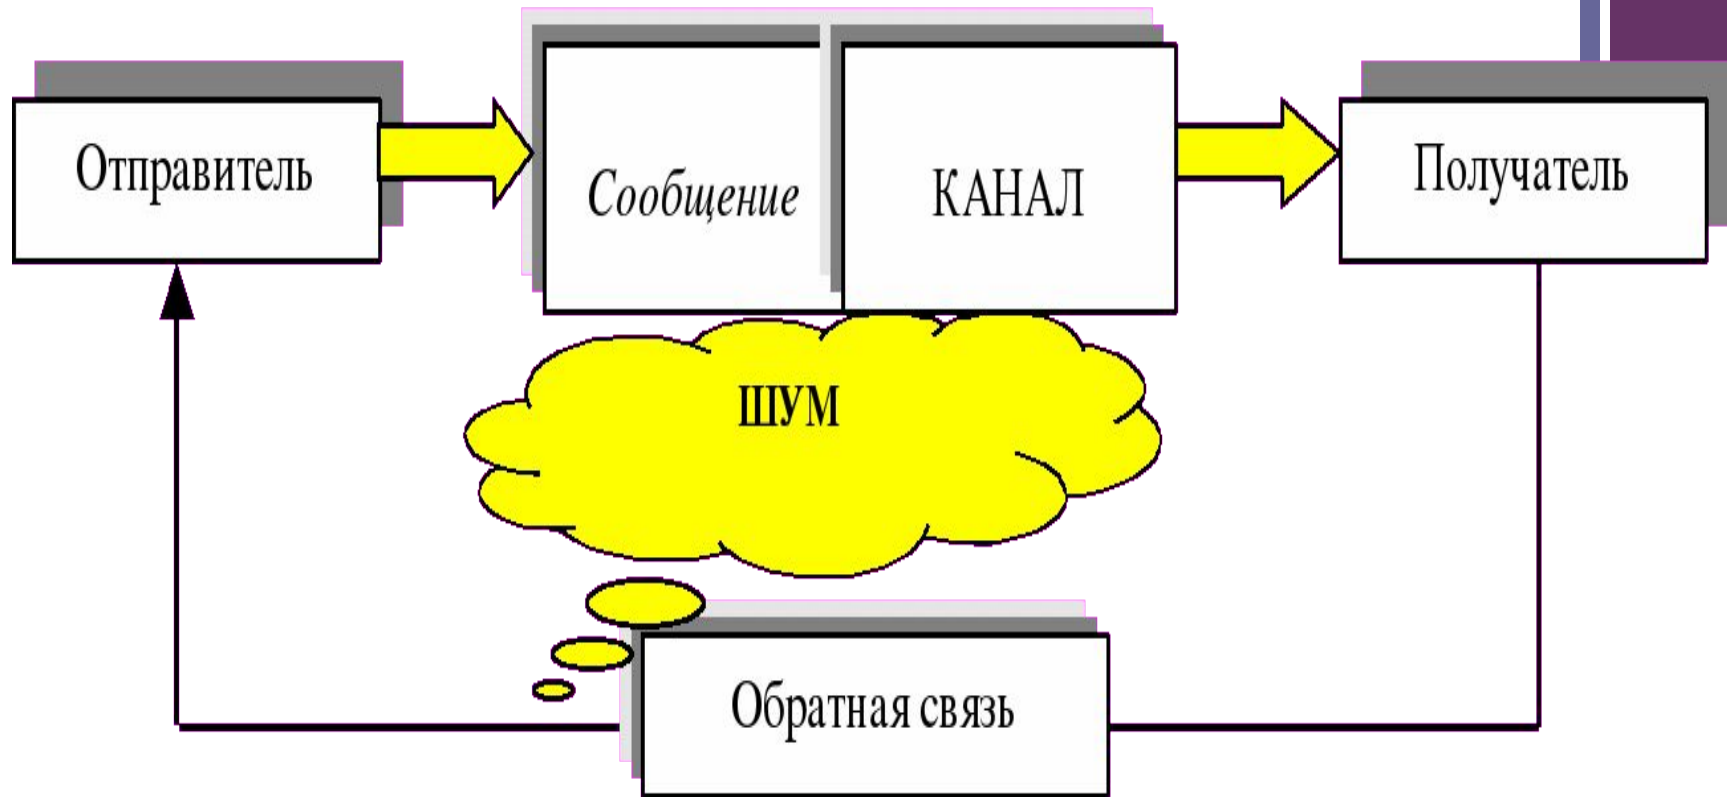 Отправитель
Сообщение
КАНАЛ
Получатель
ШУМ
Обратная связь